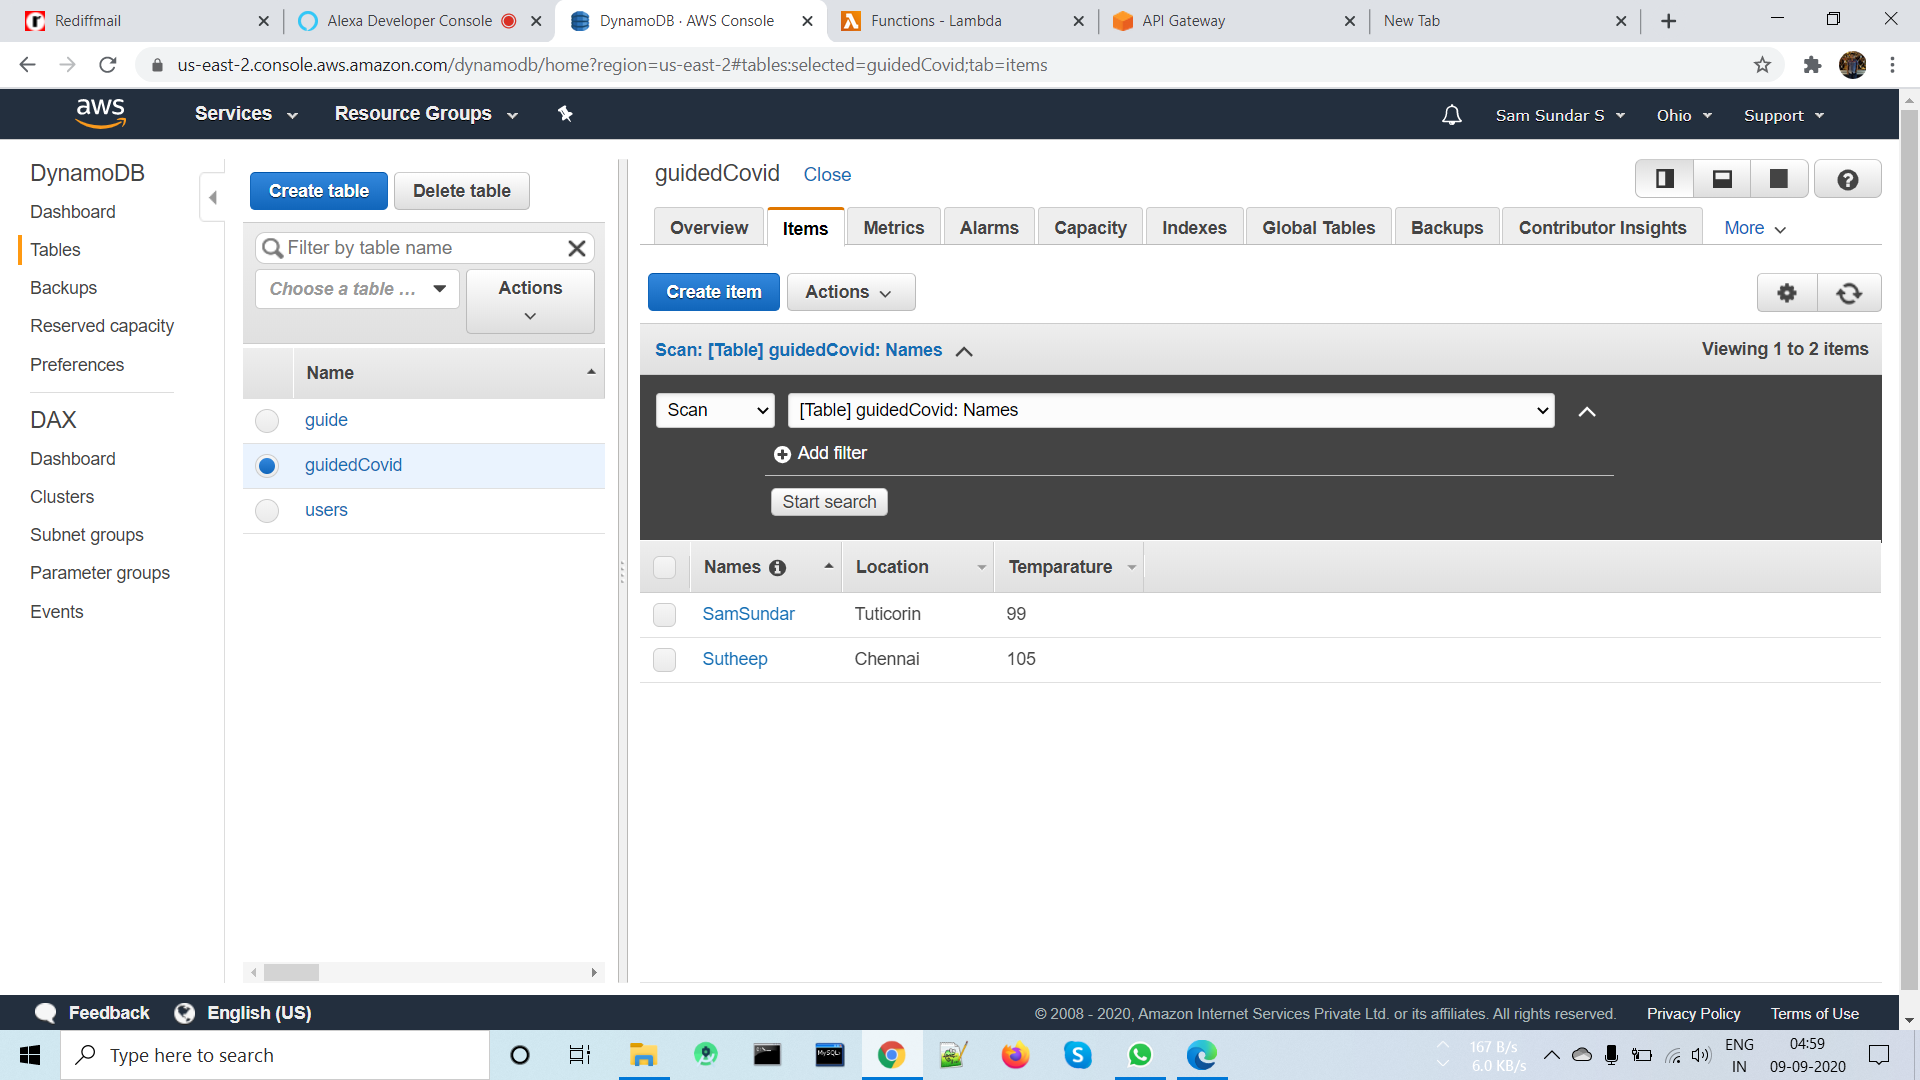 Rediffmail
Alexa Developer Console
DynamoDB · AWS Console
Functions - Lambda
API Gateway
New Tab
us-east-2.console.aws.amazon.com/dynamodb/home?region=us-east-2#tables:selected=guidedCovid;tab=items
aws
Services
Resource Groups
Sam Sundar S
Ohio
Support
DynamoDB
Dashboard
Tables
Backups
Reserved capacity
Preferences
DAX
Dashboard
Clusters
Subnet groups
Parameter groups
Events
Create table
Delete table
Filter by table name
Choose a table ...
Actions
Name
guide
guidedCovid
users
guidedCovid
Close
Overview
Items
Metrics
Alarms
Capacity
Indexes
Global Tables
Backups
Contributor Insights
More
Create item
Actions
Scan: [Table] guidedCovid: Names
Viewing 1 to 2 items
Scan
[Table] guidedCovid: Names
Add filter
Start search
Names
Location
Temparature
SamSundar
Tuticorin
99
Sutheep
Chennai
105
Feedback
English (US)
© 2008 - 2020, Amazon Internet Services Private Ltd. or its affiliates. All rights reserved.
Privacy Policy
Terms of Use
Type here to search
MySQL
167 B/s
6.0 KB/s
ENG
IN
04:59
09-09-2020